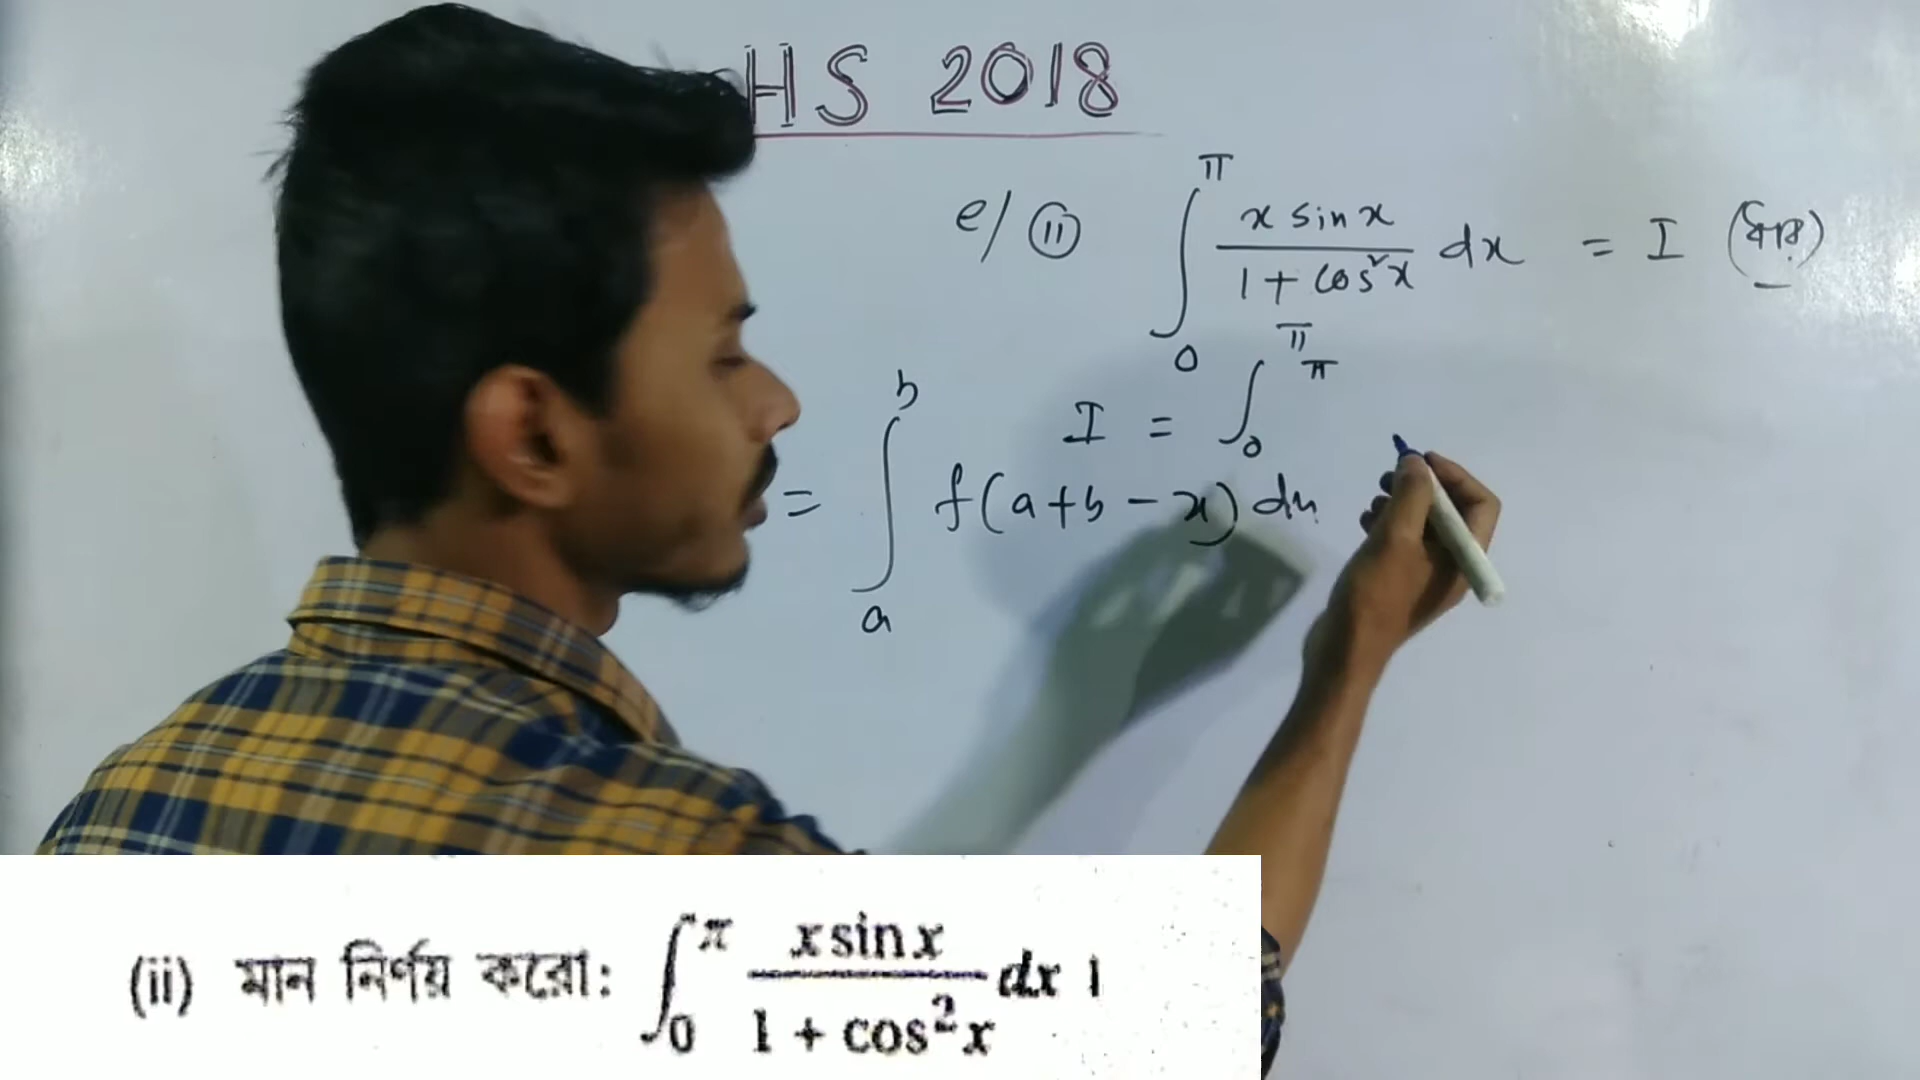 HS 2018
e/ (ii) ∫₀^π x sin x / 1 + cos²x dx = I (ধরি)
I = ∫₀^π π
= ∫ₐᵇ f(a+b-x) dx
(ii) মান নির্ণয় করো: ∫₀^π x sin x / 1 + cos² x dx ।